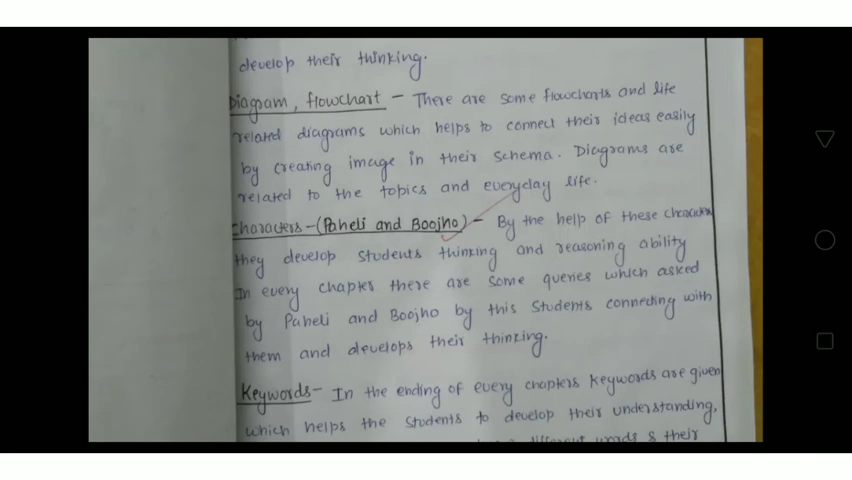 develop their thinking.
Diagram, flowchart - There are some flowcharts and life
related diagrams which helps to connect their ideas easily
by creating image in their schema. Diagrams are
related to the topics and everyday life.
Characters - (Paheli and Boojho) - By the help of these characters
they develop students thinking and reasoning ability
In every chapter there are some queries which asked
by Paheli and Boojho by this students connecting with
them and develops their thinking.
Keywords - In the ending of every chapters keywords are given
which helps the students to develop their understanding,
different words & their